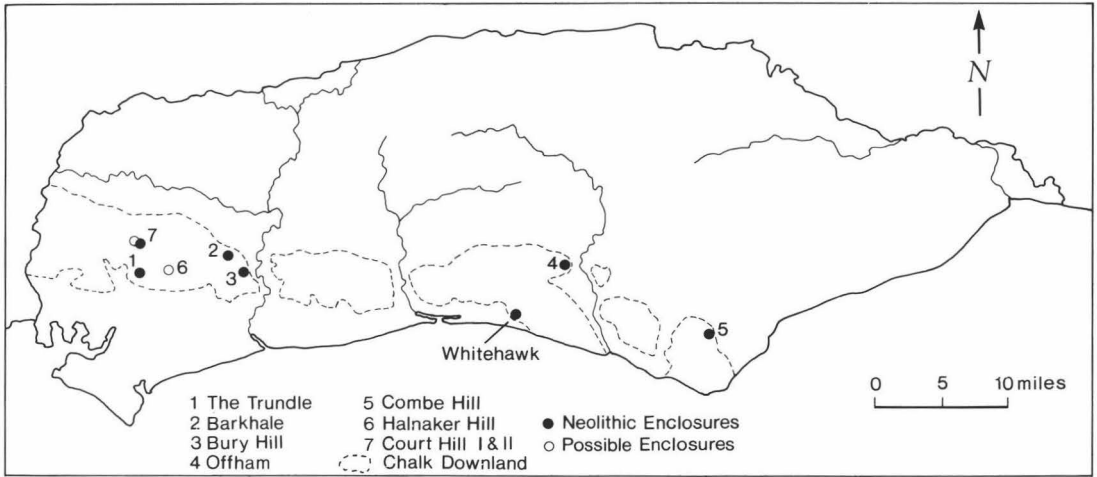 N
7
2
1
6
3
4
5
Whitehawk
0 5 10 miles
1 The Trundle
2 Barkhale
3 Bury Hill
4 Offham
5 Combe Hill
6 Halnaker Hill
7 Court Hill I & II
Chalk Downland
Neolithic Enclosures
Possible Enclosures